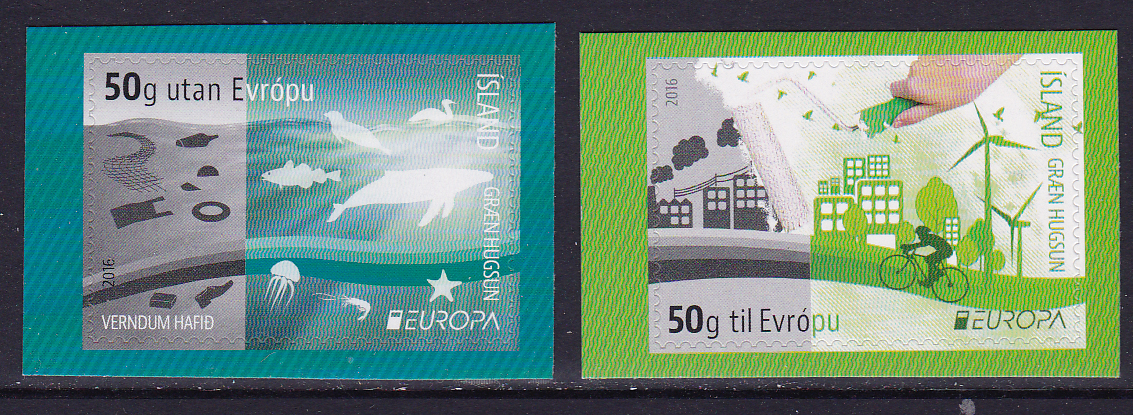 50g utan Evrópu
ÍSLAND GRÆN HUGSUN
2016
VERNDUM HAFIÐ
EUROPA
2016
ÍSLAND GRÆN HUGSUN
50g til Evrópu
EUROPA